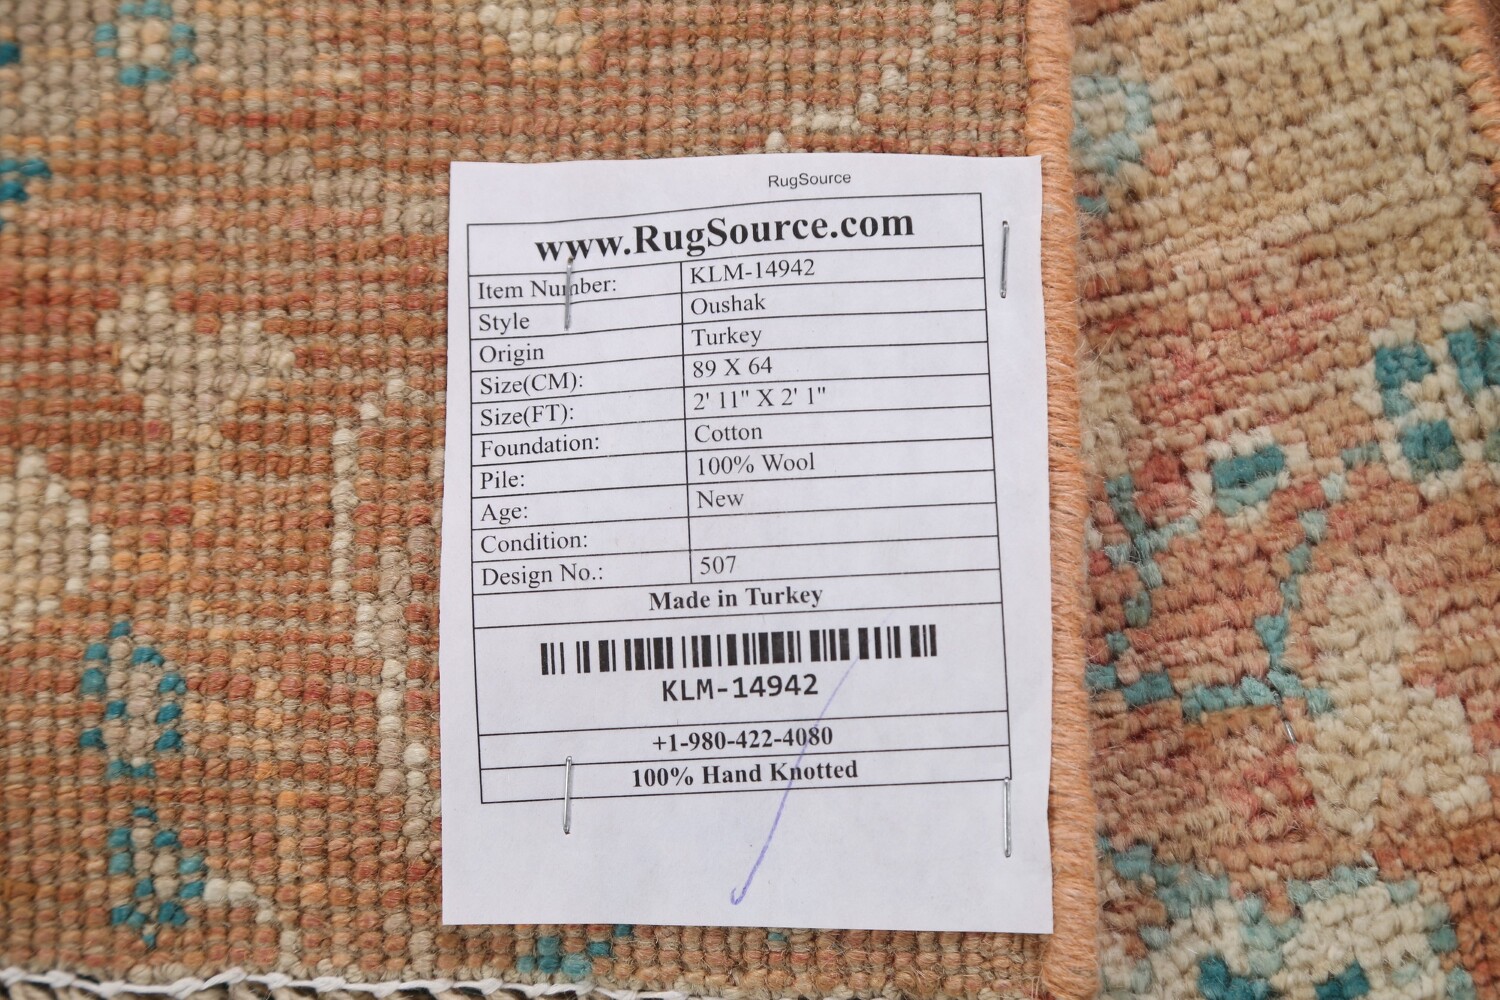 RugSource
www.RugSource.com
Item Number: KLM-14942
Style Oushak
Origin Turkey
Size(CM): 89 X 64
Size(FT): 2' 11" X 2' 1"
Foundation: Cotton
Pile: 100% Wool
Age: New
Condition:
Design No.: 507
Made in Turkey
KLM-14942
+1-980-422-4080
100% Hand Knotted